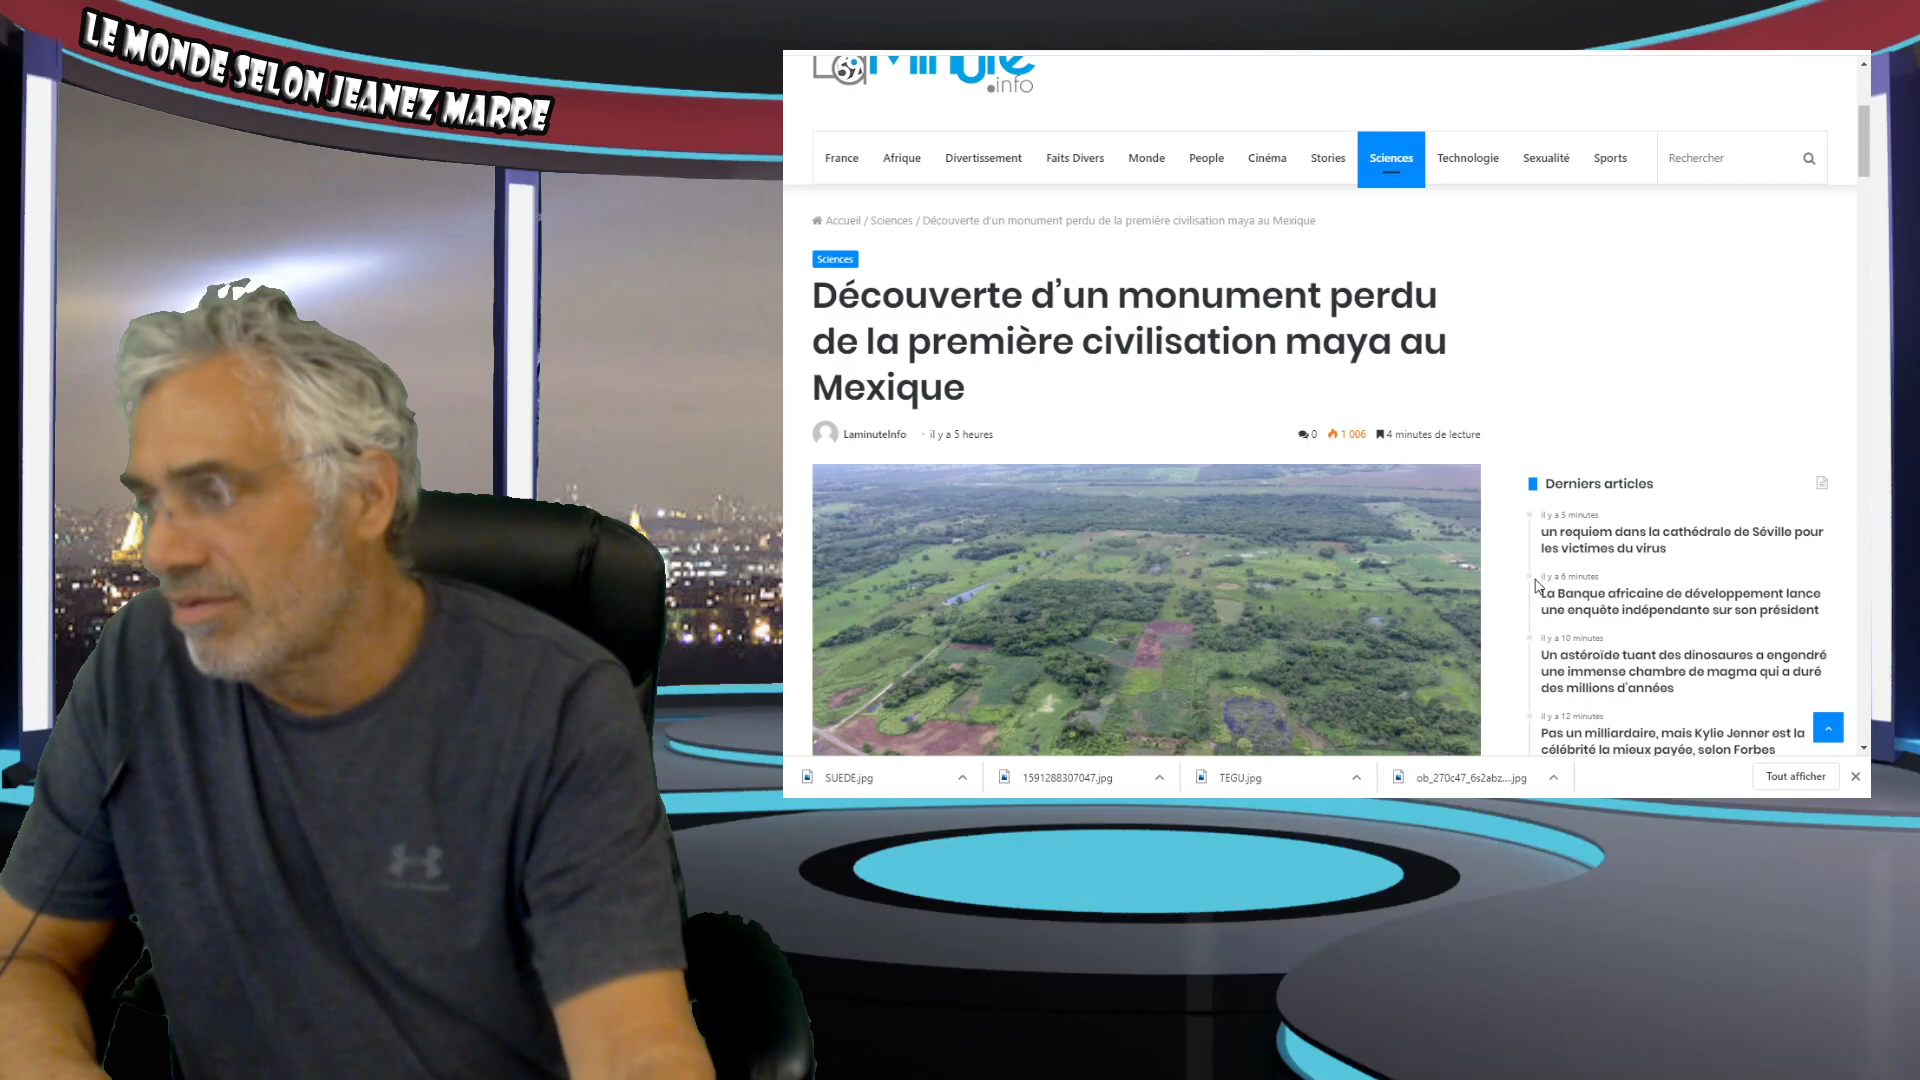 LE MONDE SELON JEANEZ MARRE
La Minute
.info
France Afrique Divertissement Faits Divers Monde People Cinéma Stories Sciences Technologie Sexualité Sports Rechercher
Accueil / Sciences / Découverte d'un monument perdu de la première civilisation maya au Mexique
Sciences
Découverte d'un monument perdu
de la première civilisation maya au
Mexique
LaminuteInfo • il y a 5 heures 0 1 006 4 minutes de lecture
Derniers articles
il y a 5 minutes
un requiem dans la cathédrale de Séville pour
les victimes du virus
il y a 6 minutes
La Banque africaine de développement lance
une enquête indépendante sur son président
il y a 10 minutes
Un astéroïde tuant des dinosaures a engendré
une immense chambre de magma qui a duré
des millions d'années
il y a 12 minutes
Pas un milliardaire, mais Kylie Jenner est la
célébrité la mieux payée, selon Forbes
SUEDE.jpg 1591288307047.jpg TEGU.jpg ob_270c47_6s2abz....jpg Tout afficher